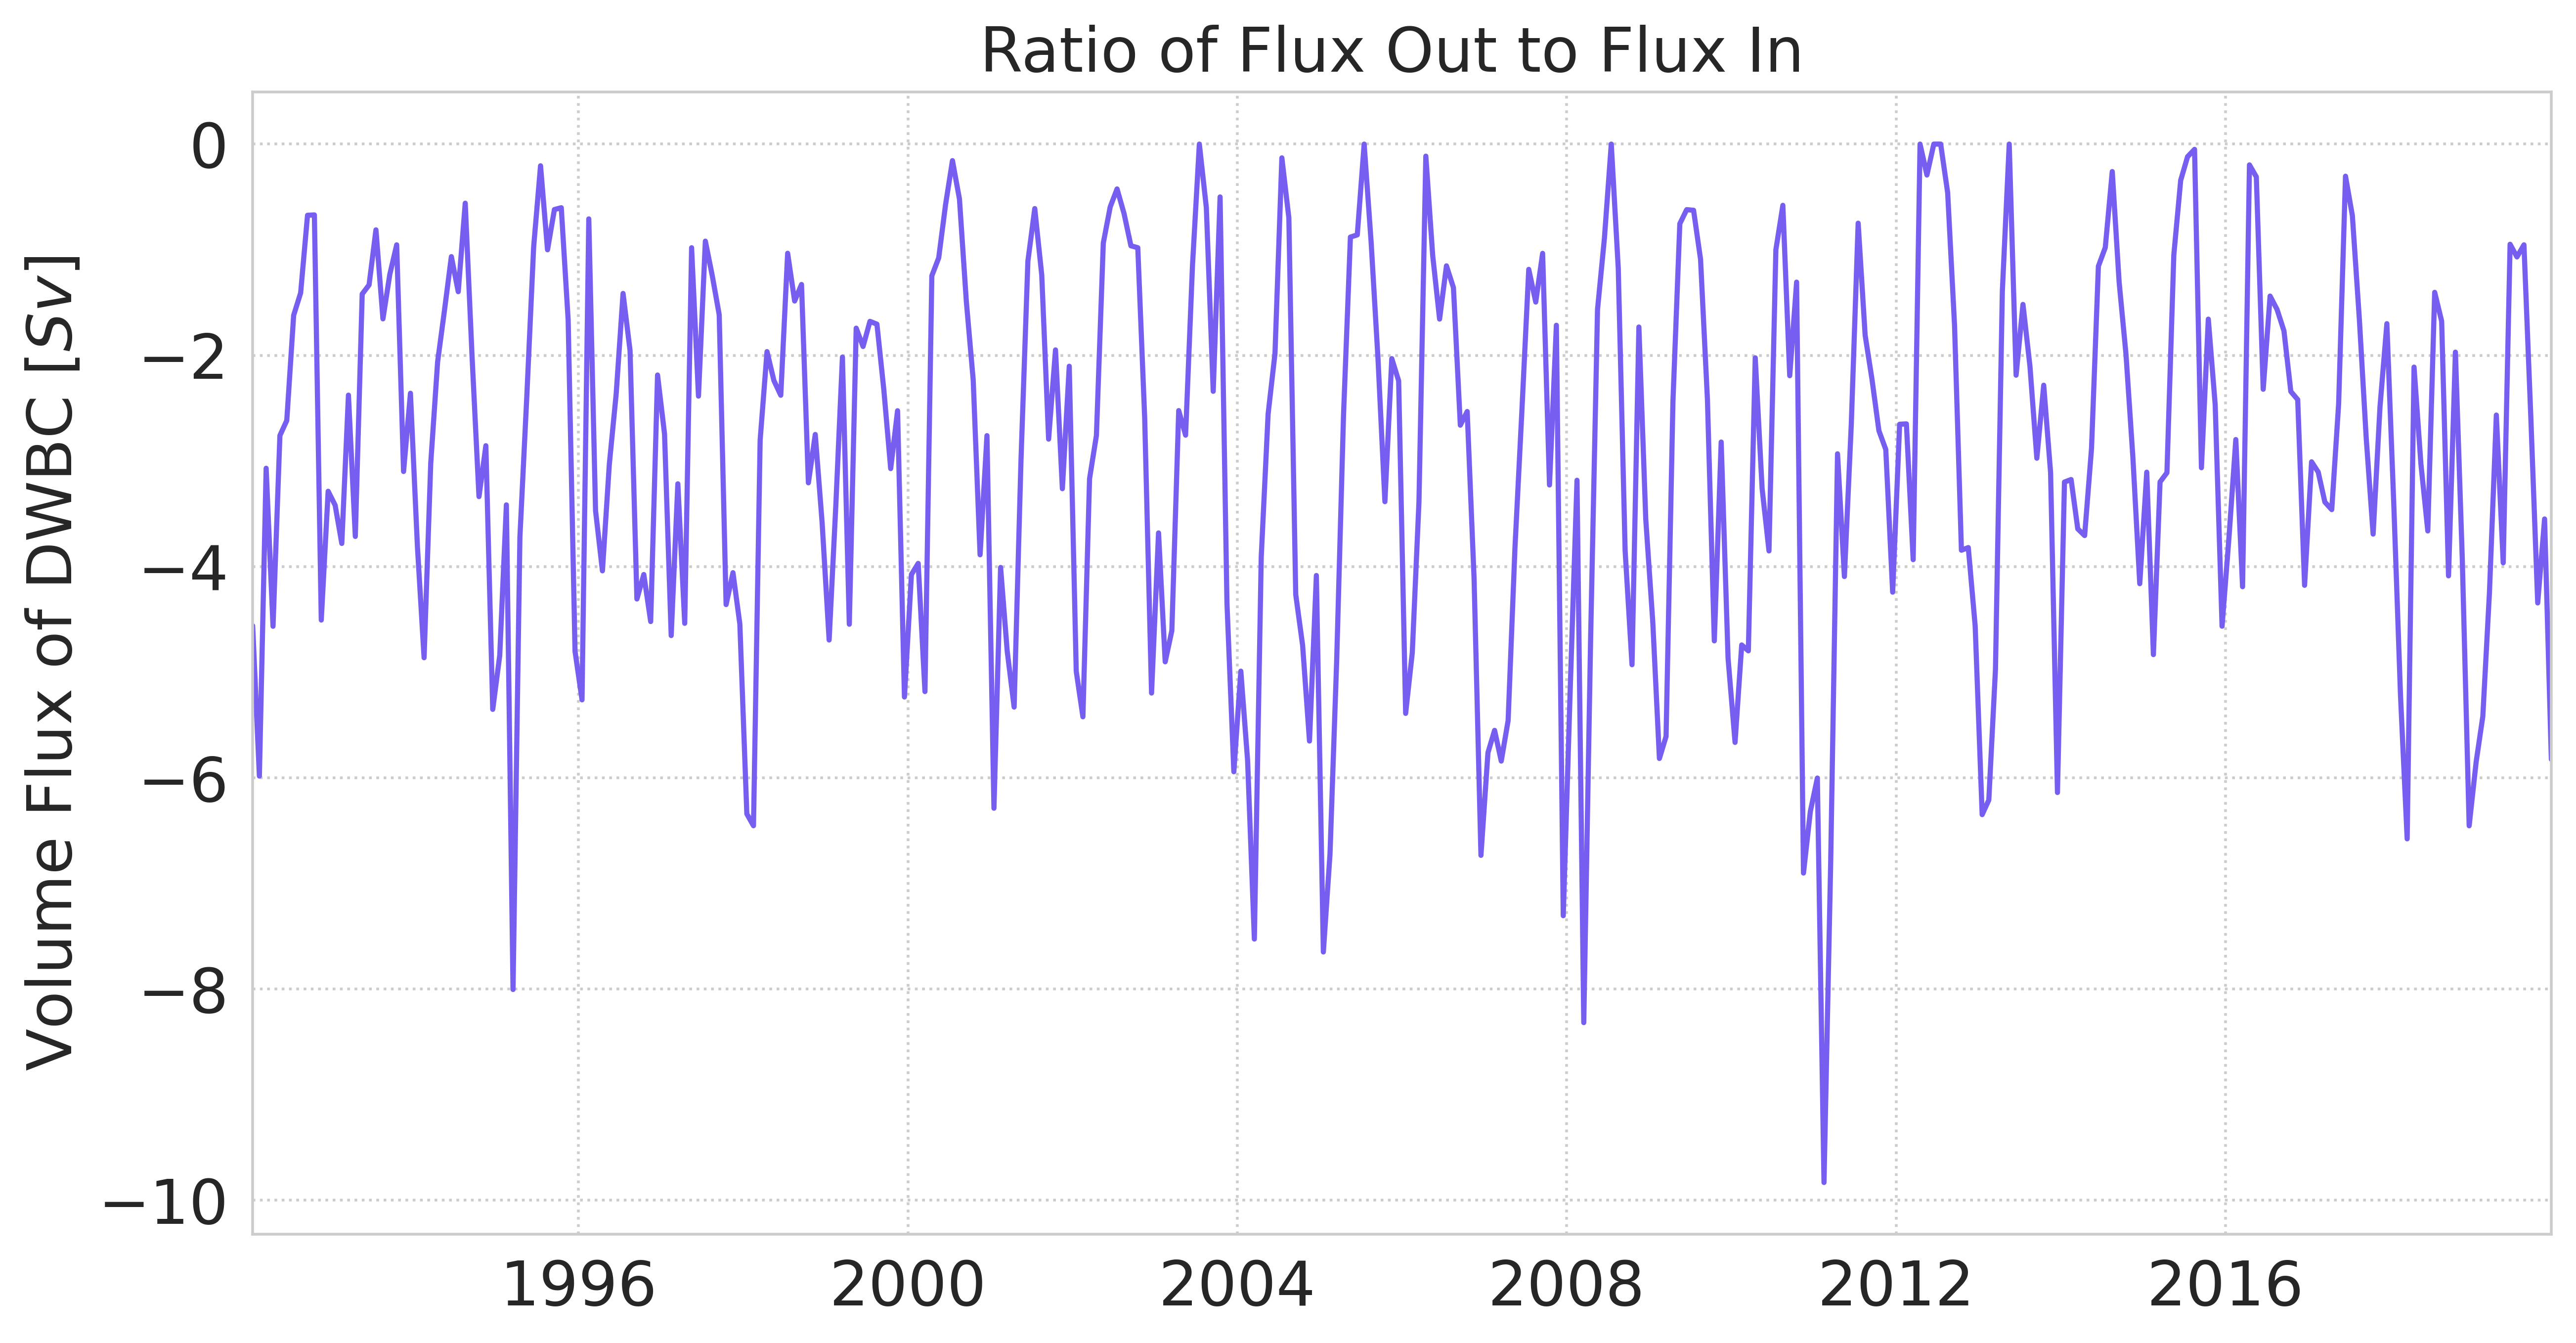 Ratio of Flux Out to Flux In
Volume Flux of DWBC [Sv]
0
−2
−4
−6
−8
−10
1996 2000 2004 2008 2012 2016